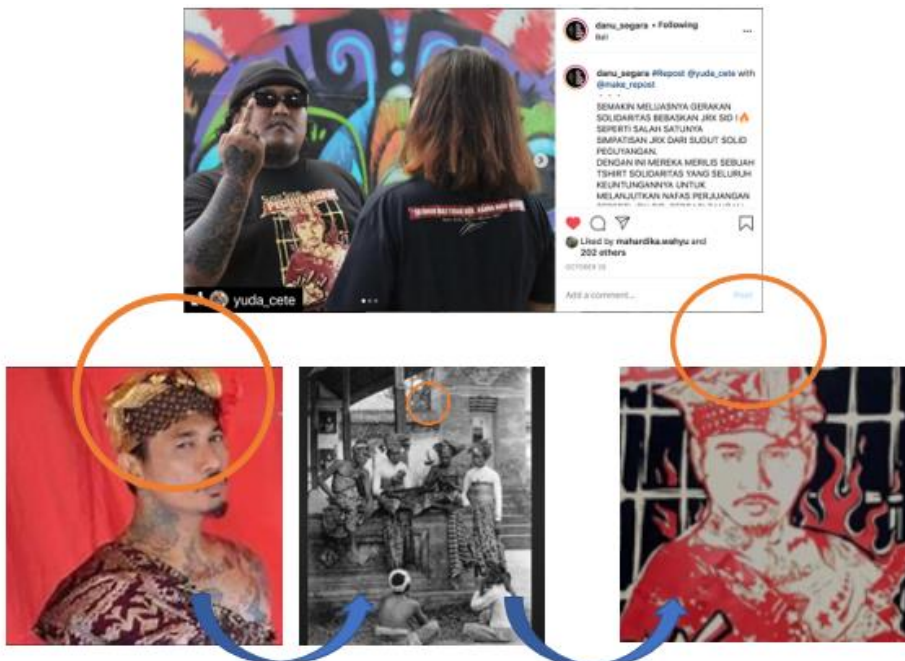 danu_segara • Following
Bali
danu_segara #Repost @yuda_cete with
@make_repost
• • •
SEMAKIN MELUASNYA GERAKAN
SOLIDARITAS BEBASKAN JRX SID !🔥
SEPERTI SALAH SATUNYA
SIMPATISAN JRX DARI SUDUT SOLID
PEGUYANGAN.
DENGAN INI MEREKA MERILIS SEBUAH
TSHIRT SOLIDARITAS YANG SELURUH
KEUNTUNGANNYA UNTUK
MELANJUTKAN NAFAS PERJUANGAN
Liked by mahardika.wahyu and
202 others
Add a comment...
Post
yuda_cete
PEGUYANGAN